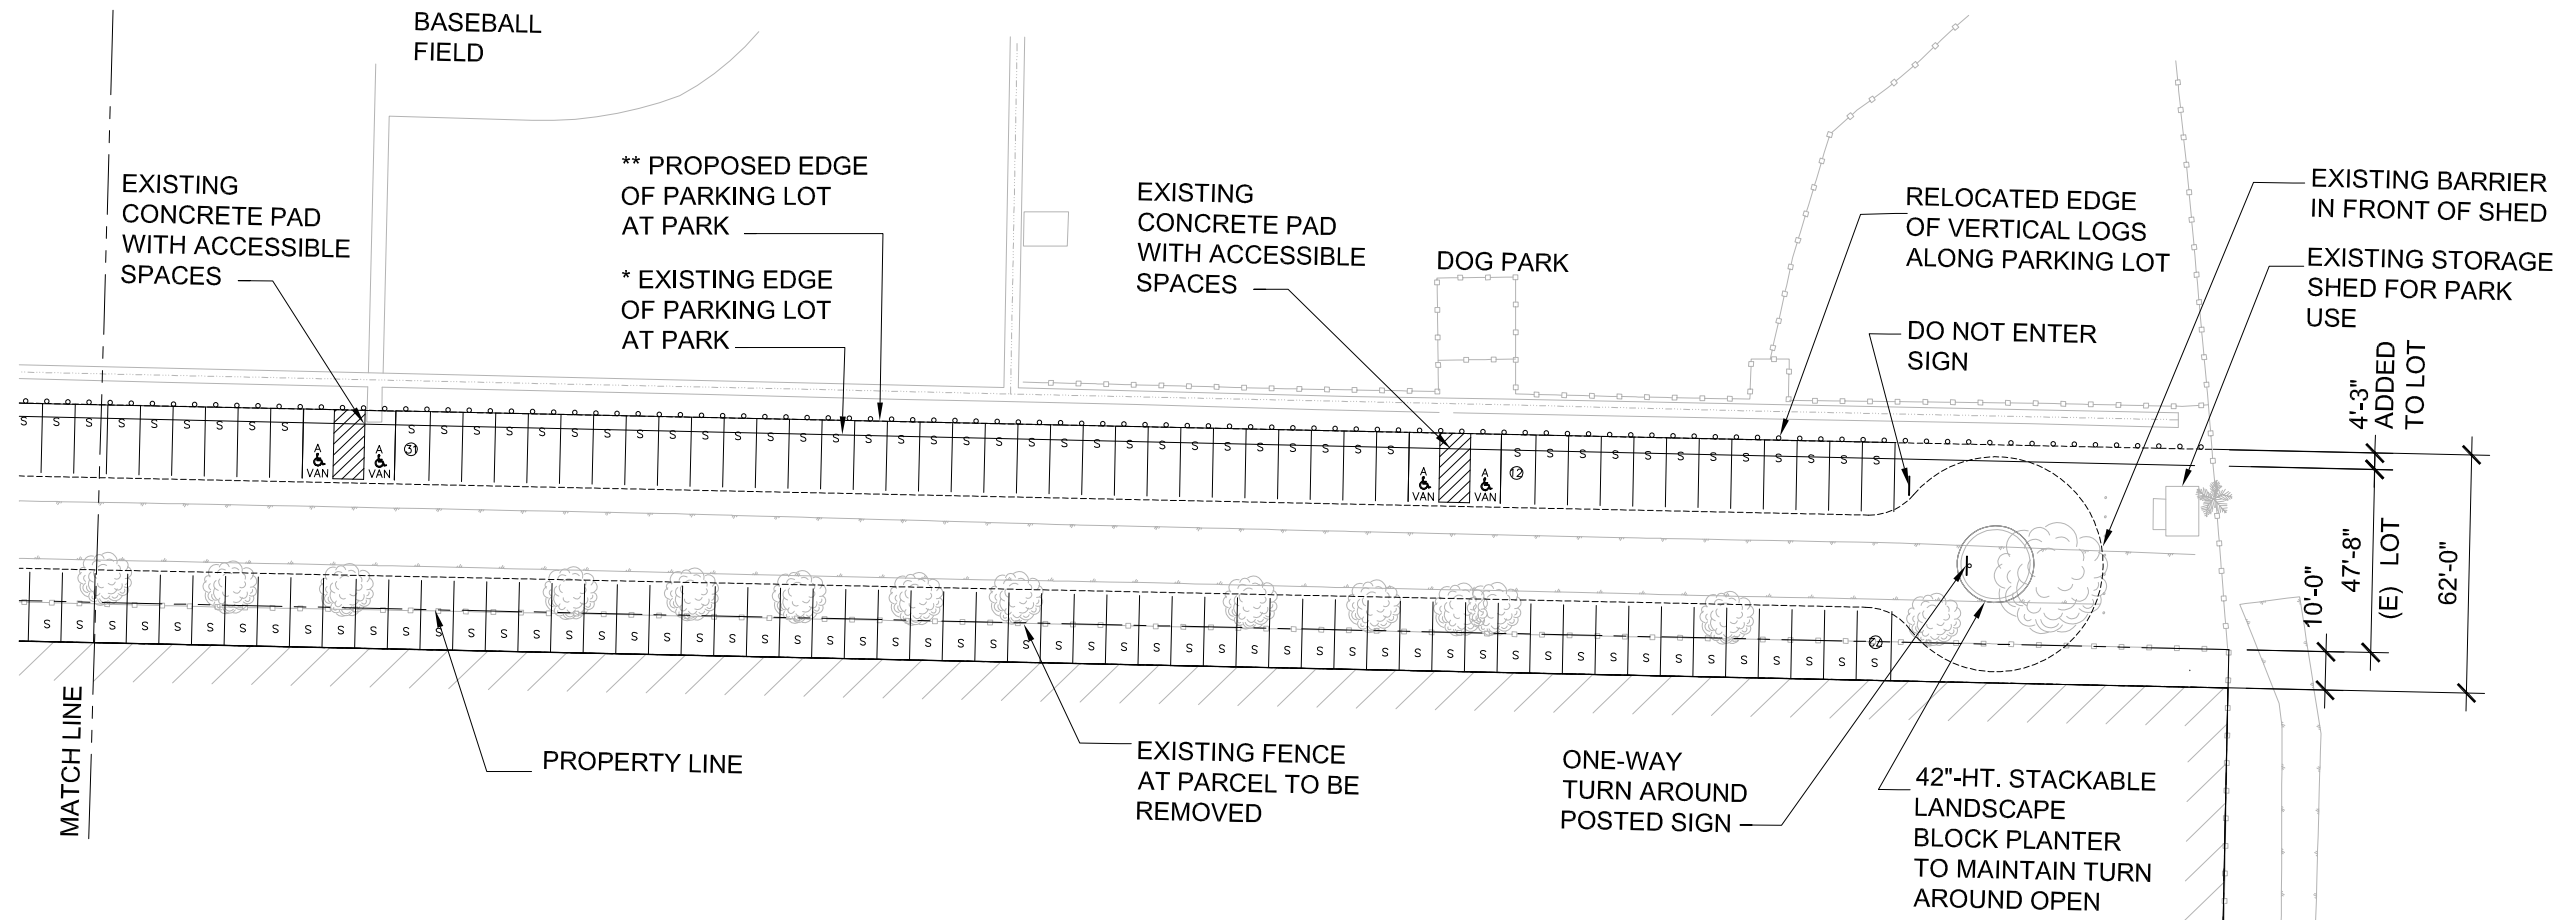 BASEBALL
FIELD
EXISTING
CONCRETE PAD
WITH ACCESSIBLE
SPACES
** PROPOSED EDGE
OF PARKING LOT
AT PARK
* EXISTING EDGE
OF PARKING LOT
AT PARK
EXISTING
CONCRETE PAD
WITH ACCESSIBLE
SPACES
DOG PARK
RELOCATED EDGE
OF VERTICAL LOGS
ALONG PARKING LOT
DO NOT ENTER
SIGN
EXISTING BARRIER
IN FRONT OF SHED
EXISTING STORAGE
SHED FOR PARK
USE
4'-3"
ADDED
TO LOT
10'-0"
47'-8"
(E) LOT
62'-0"
S S S S S S S S S
A
VAN
A
VAN
31
S S S S S S S S S S S S S S S S S S S S S S S S S S S S S S S
A
VAN
A
VAN
12
S S S S S S S S S S S S
S S S S S S S S S S S S S S S S S S S S S S S S S S S S S S S S S S S S S S S S S S S S S S S S S S S S S S S S S
MATCH LINE
PROPERTY LINE
EXISTING FENCE
AT PARCEL TO BE
REMOVED
ONE-WAY
TURN AROUND
POSTED SIGN
42"-HT. STACKABLE
LANDSCAPE
BLOCK PLANTER
TO MAINTAIN TURN
AROUND OPEN